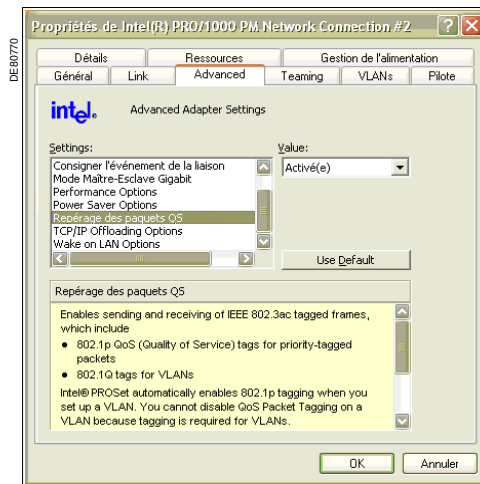 DE80770
Propriétés de Intel(R) PRO/1000 PM Network Connection #2
Détails
Ressources
Gestion de l'alimentation
Général
Link
Advanced
Teaming
VLANs
Pilote
intel®
Advanced Adapter Settings
Settings:
Value:
Consigner l'événement de la liaison
Mode Maître-Esclave Gigabit
Performance Options
Power Saver Options
Repérage des paquets QS
TCP/IP Offloading Options
Wake on LAN Options
Activé(e)
Use Default
Repérage des paquets QS
Enables sending and receiving of IEEE 802.3ac tagged frames,
which include
• 802.1p QoS (Quality of Service) tags for priority-tagged
packets
• 802.1Q tags for VLANs
Intel® PROSet automatically enables 802.1p tagging when you
set up a VLAN. You cannot disable QoS Packet Tagging on a
VLAN because tagging is required for VLANs.
OK
Annuler